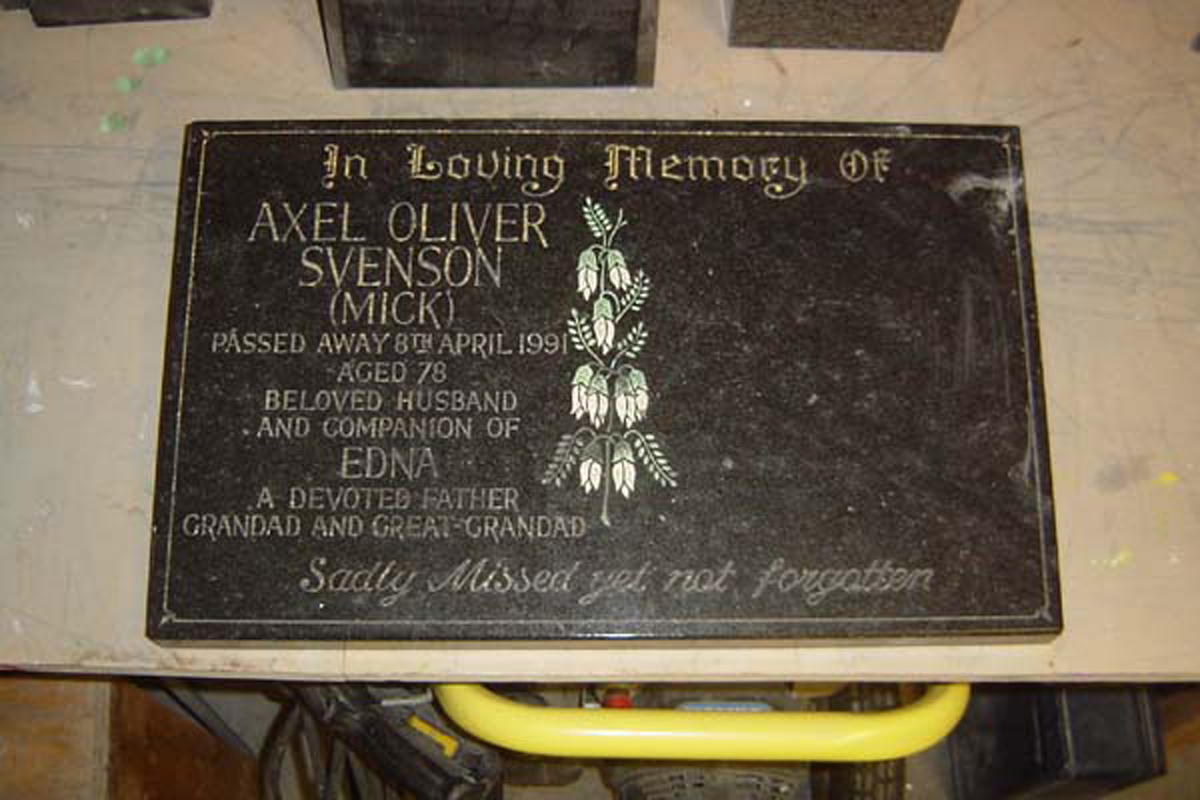 In Loving Memory Of
AXEL OLIVER
SVENSON
(MICK)
PASSED AWAY 8TH APRIL 1991
AGED 78
BELOVED HUSBAND
AND COMPANION OF
EDNA
A DEVOTED FATHER
GRANDAD AND GREAT-GRANDAD
Sadly Missed yet not forgotten